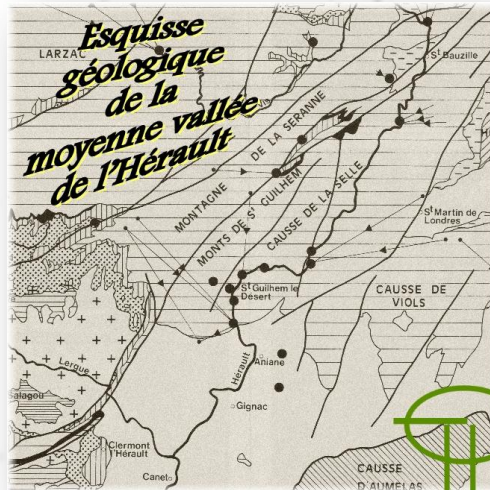 Esquisse
géologique
de la
moyenne vallée
de l'Hérault
LARZAC
St Bauzille
MONTAGNE DE LA SERANNE
MONTS DE St GUILHEM
CAUSSE DE LA SELLE
St Martin de
Londres
St Guilhem le
Désert
CAUSSE DE
VIOLS
Lergue
Hérault
Aniane
alagou
Gignac
Clermont
l'Hérault
Canet
CAUSSE
D'AUMELAS